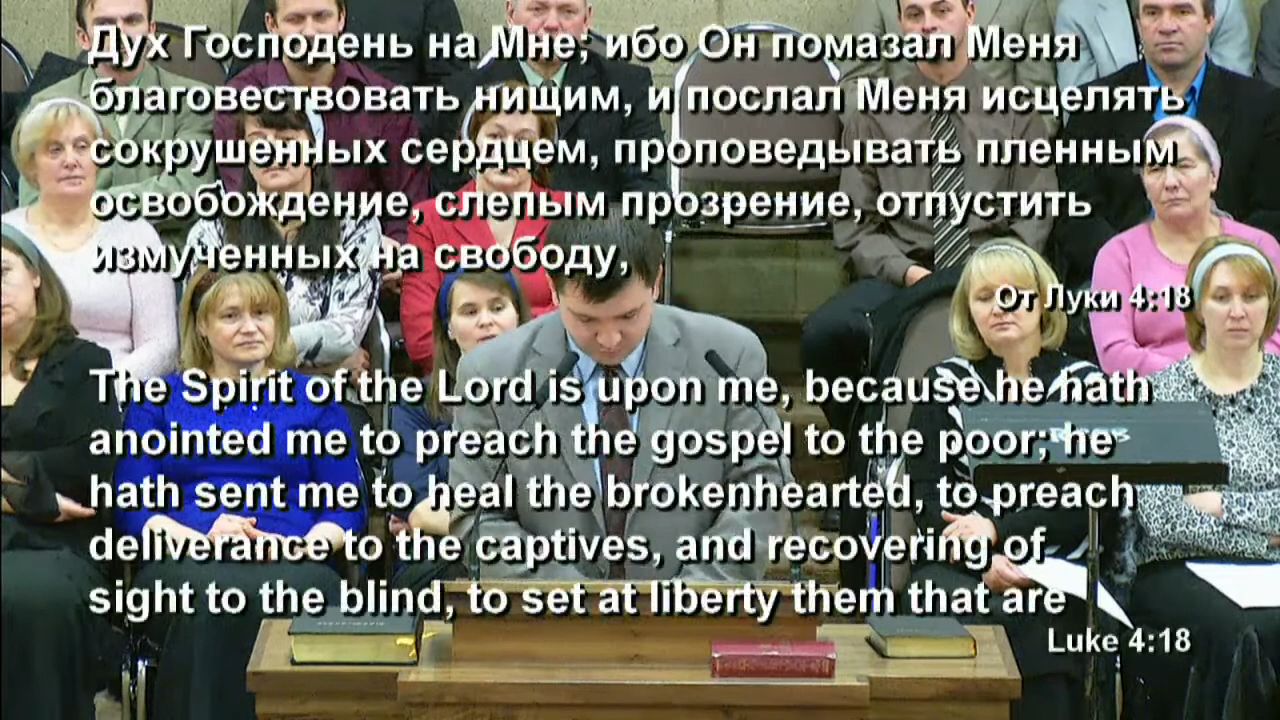 Дух Господень на Мне; ибо Он помазал Меня
благовествовать нищим, и послал Меня исцелять
сокрушенных сердцем, проповедывать пленным
освобождение, слепым прозрение, отпустить
измученных на свободу,
От Луки 4:18
The Spirit of the Lord is upon me, because he hath
anointed me to preach the gospel to the poor; he
hath sent me to heal the brokenhearted, to preach
deliverance to the captives, and recovering of
sight to the blind, to set at liberty them that are
Luke 4:18